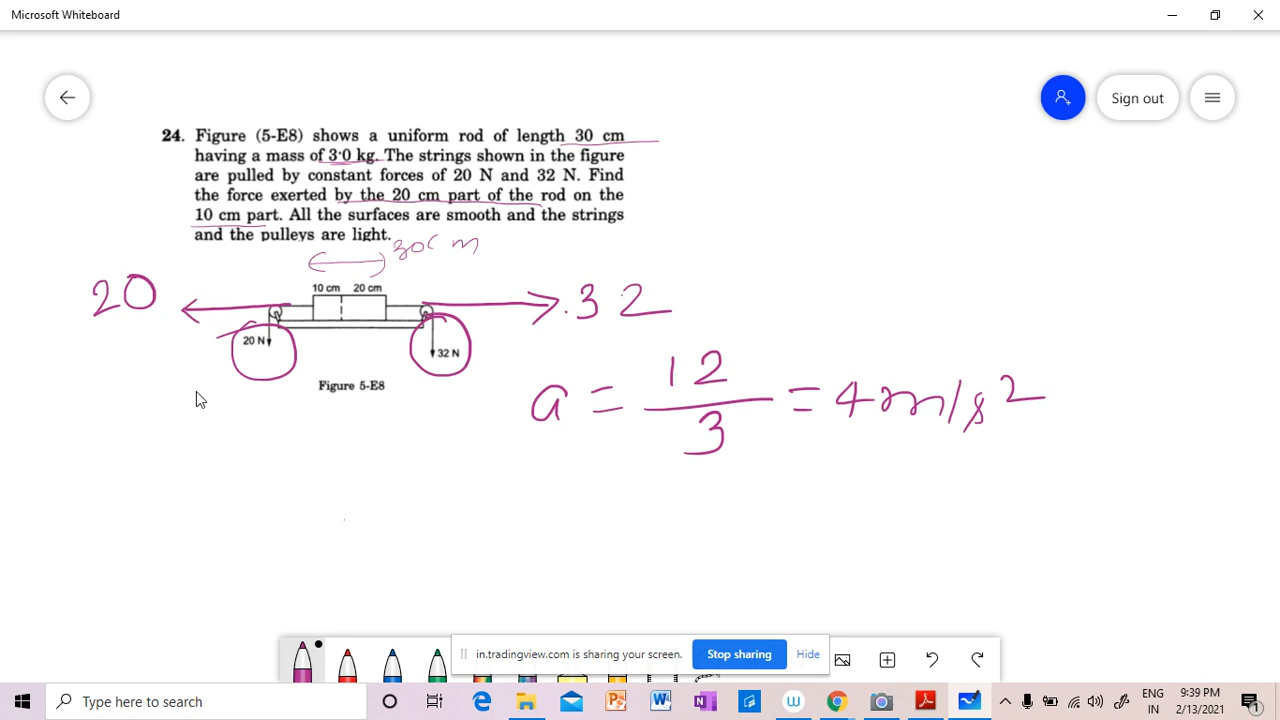 Microsoft Whiteboard
Sign out
24. Figure (5-E8) shows a uniform rod of length 30 cm
having a mass of 3·0 kg. The strings shown in the figure
are pulled by constant forces of 20 N and 32 N. Find
the force exerted by the 20 cm part of the rod on the
10 cm part. All the surfaces are smooth and the strings
and the pulleys are light.
30c m
10 cm 20 cm
20
32
20 N
32 N
Figure 5-E8
a = 12/3 = 4 m/s2
in.tradingview.com is sharing your screen. Stop sharing Hide
Type here to search
ENG
IN
9:39 PM
2/13/2021
1